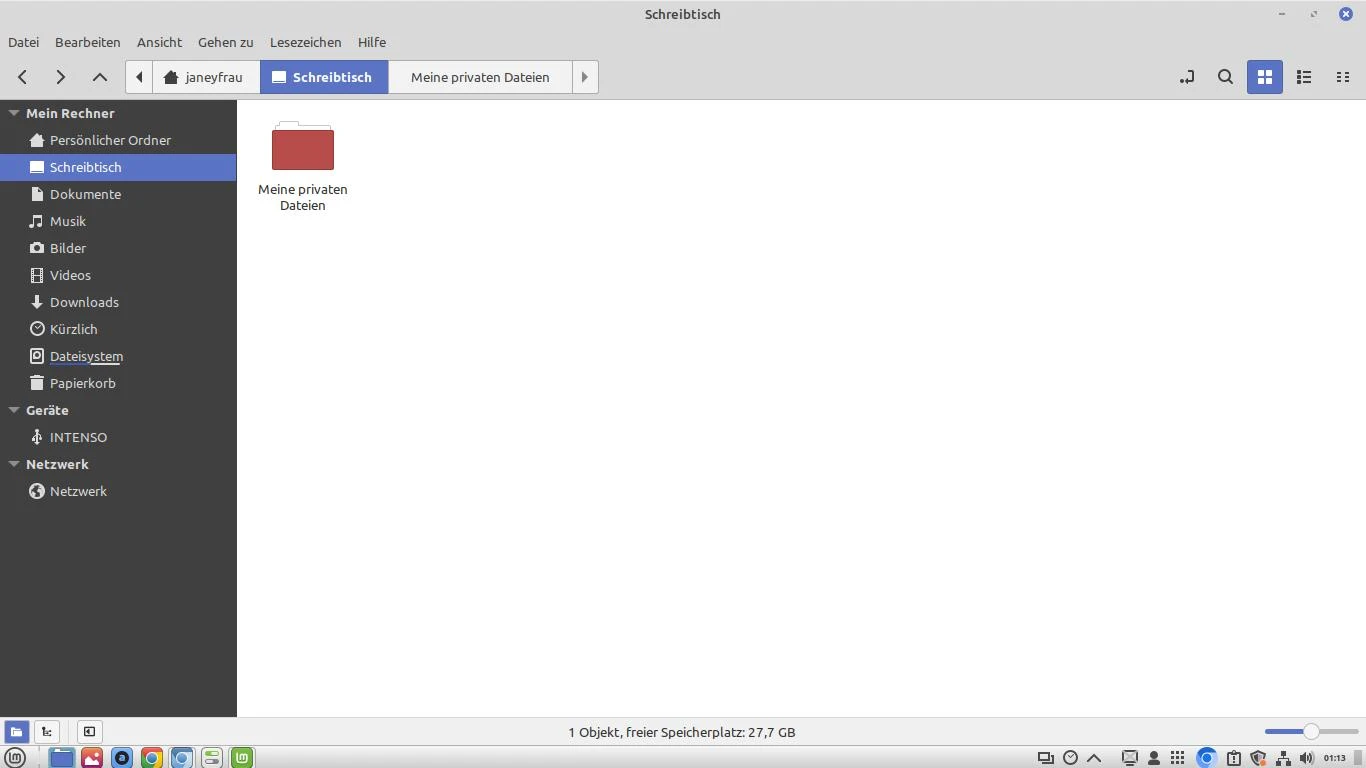 Schreibtisch
Datei Bearbeiten Ansicht Gehen zu Lesezeichen Hilfe
janeyfrau Schreibtisch Meine privaten Dateien
Mein Rechner
Persönlicher Ordner
Schreibtisch
Dokumente
Musik
Bilder
Videos
Downloads
Kürzlich
Dateisystem
Papierkorb
Geräte
INTENSO
Netzwerk
Netzwerk
Meine privaten
Dateien
1 Objekt, freier Speicherplatz: 27,7 GB
01:13